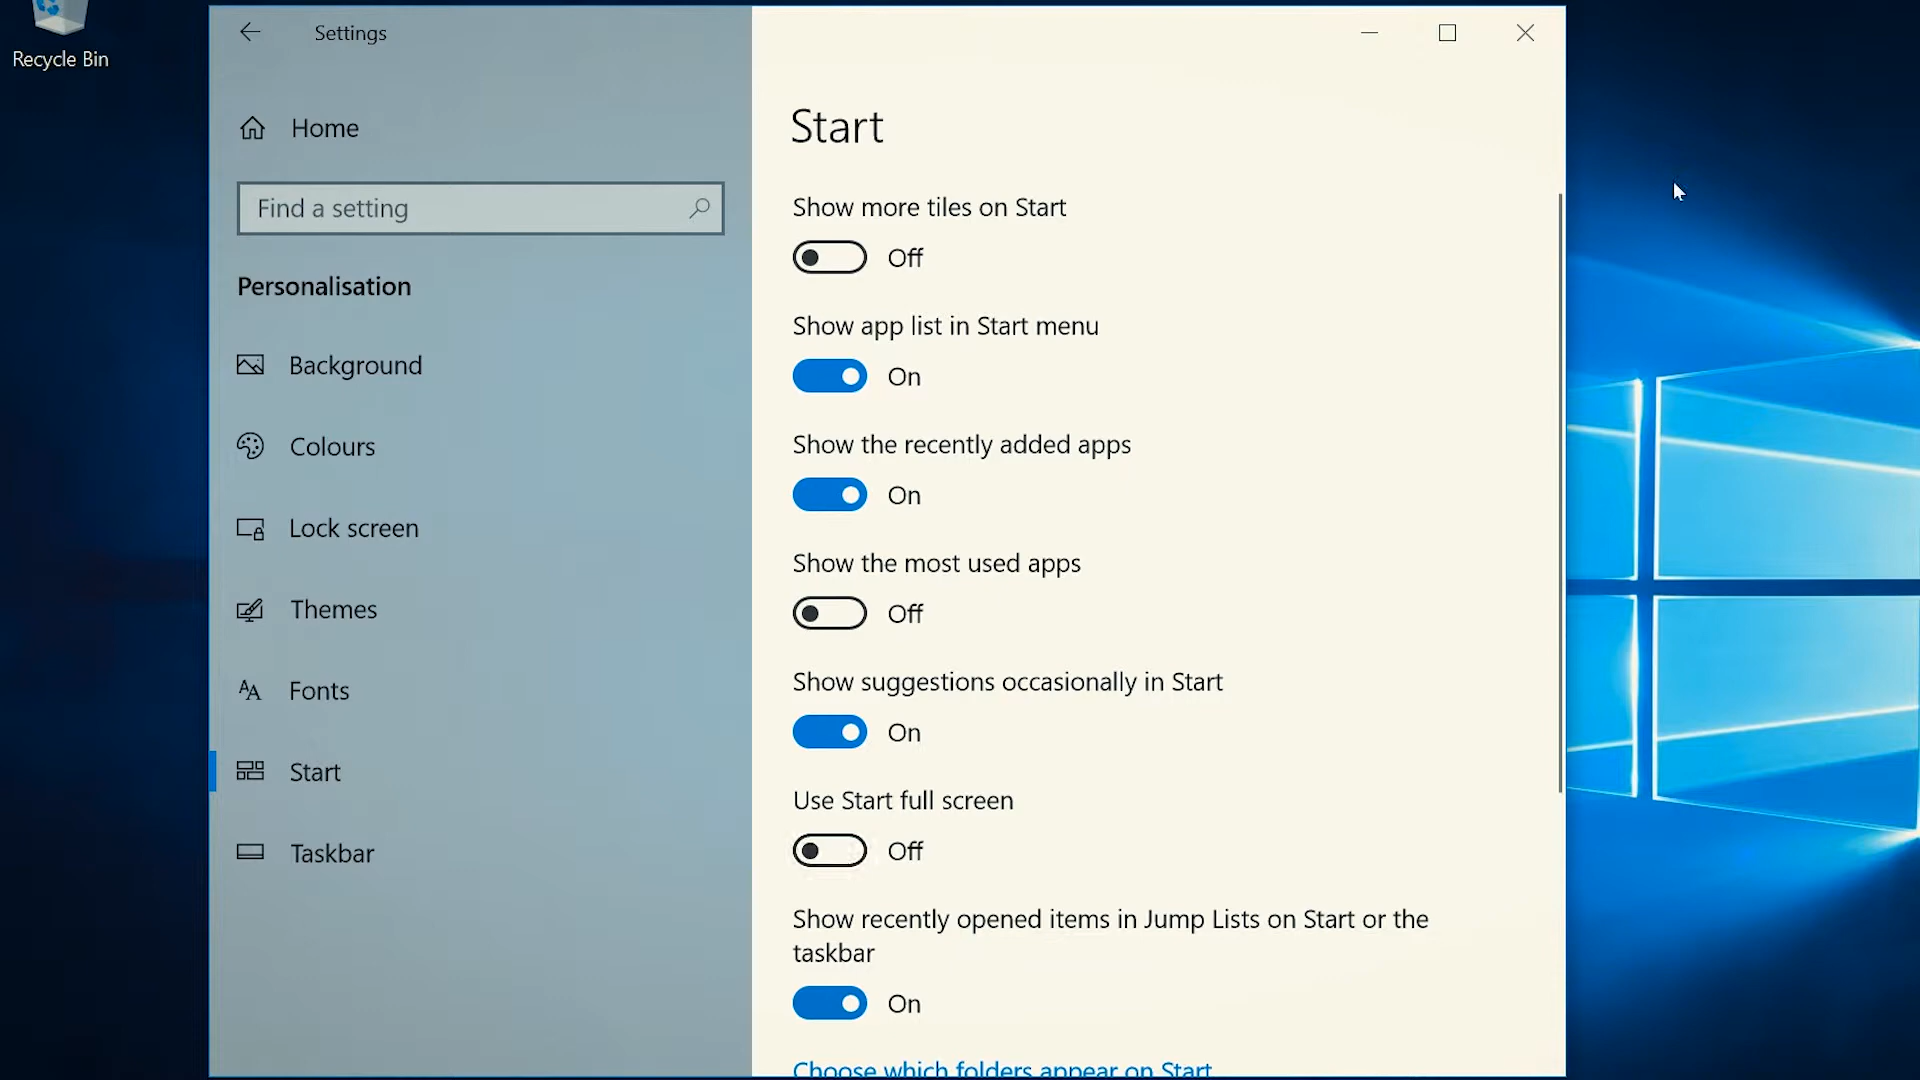 Recycle Bin
Settings
Home
Find a setting
Personalisation
Background
Colours
Lock screen
Themes
Fonts
Start
Taskbar
Start
Show more tiles on Start
Off
Show app list in Start menu
On
Show the recently added apps
On
Show the most used apps
Off
Show suggestions occasionally in Start
On
Use Start full screen
Off
Show recently opened items in Jump Lists on Start or the
taskbar
On
Choose which folders appear on Start